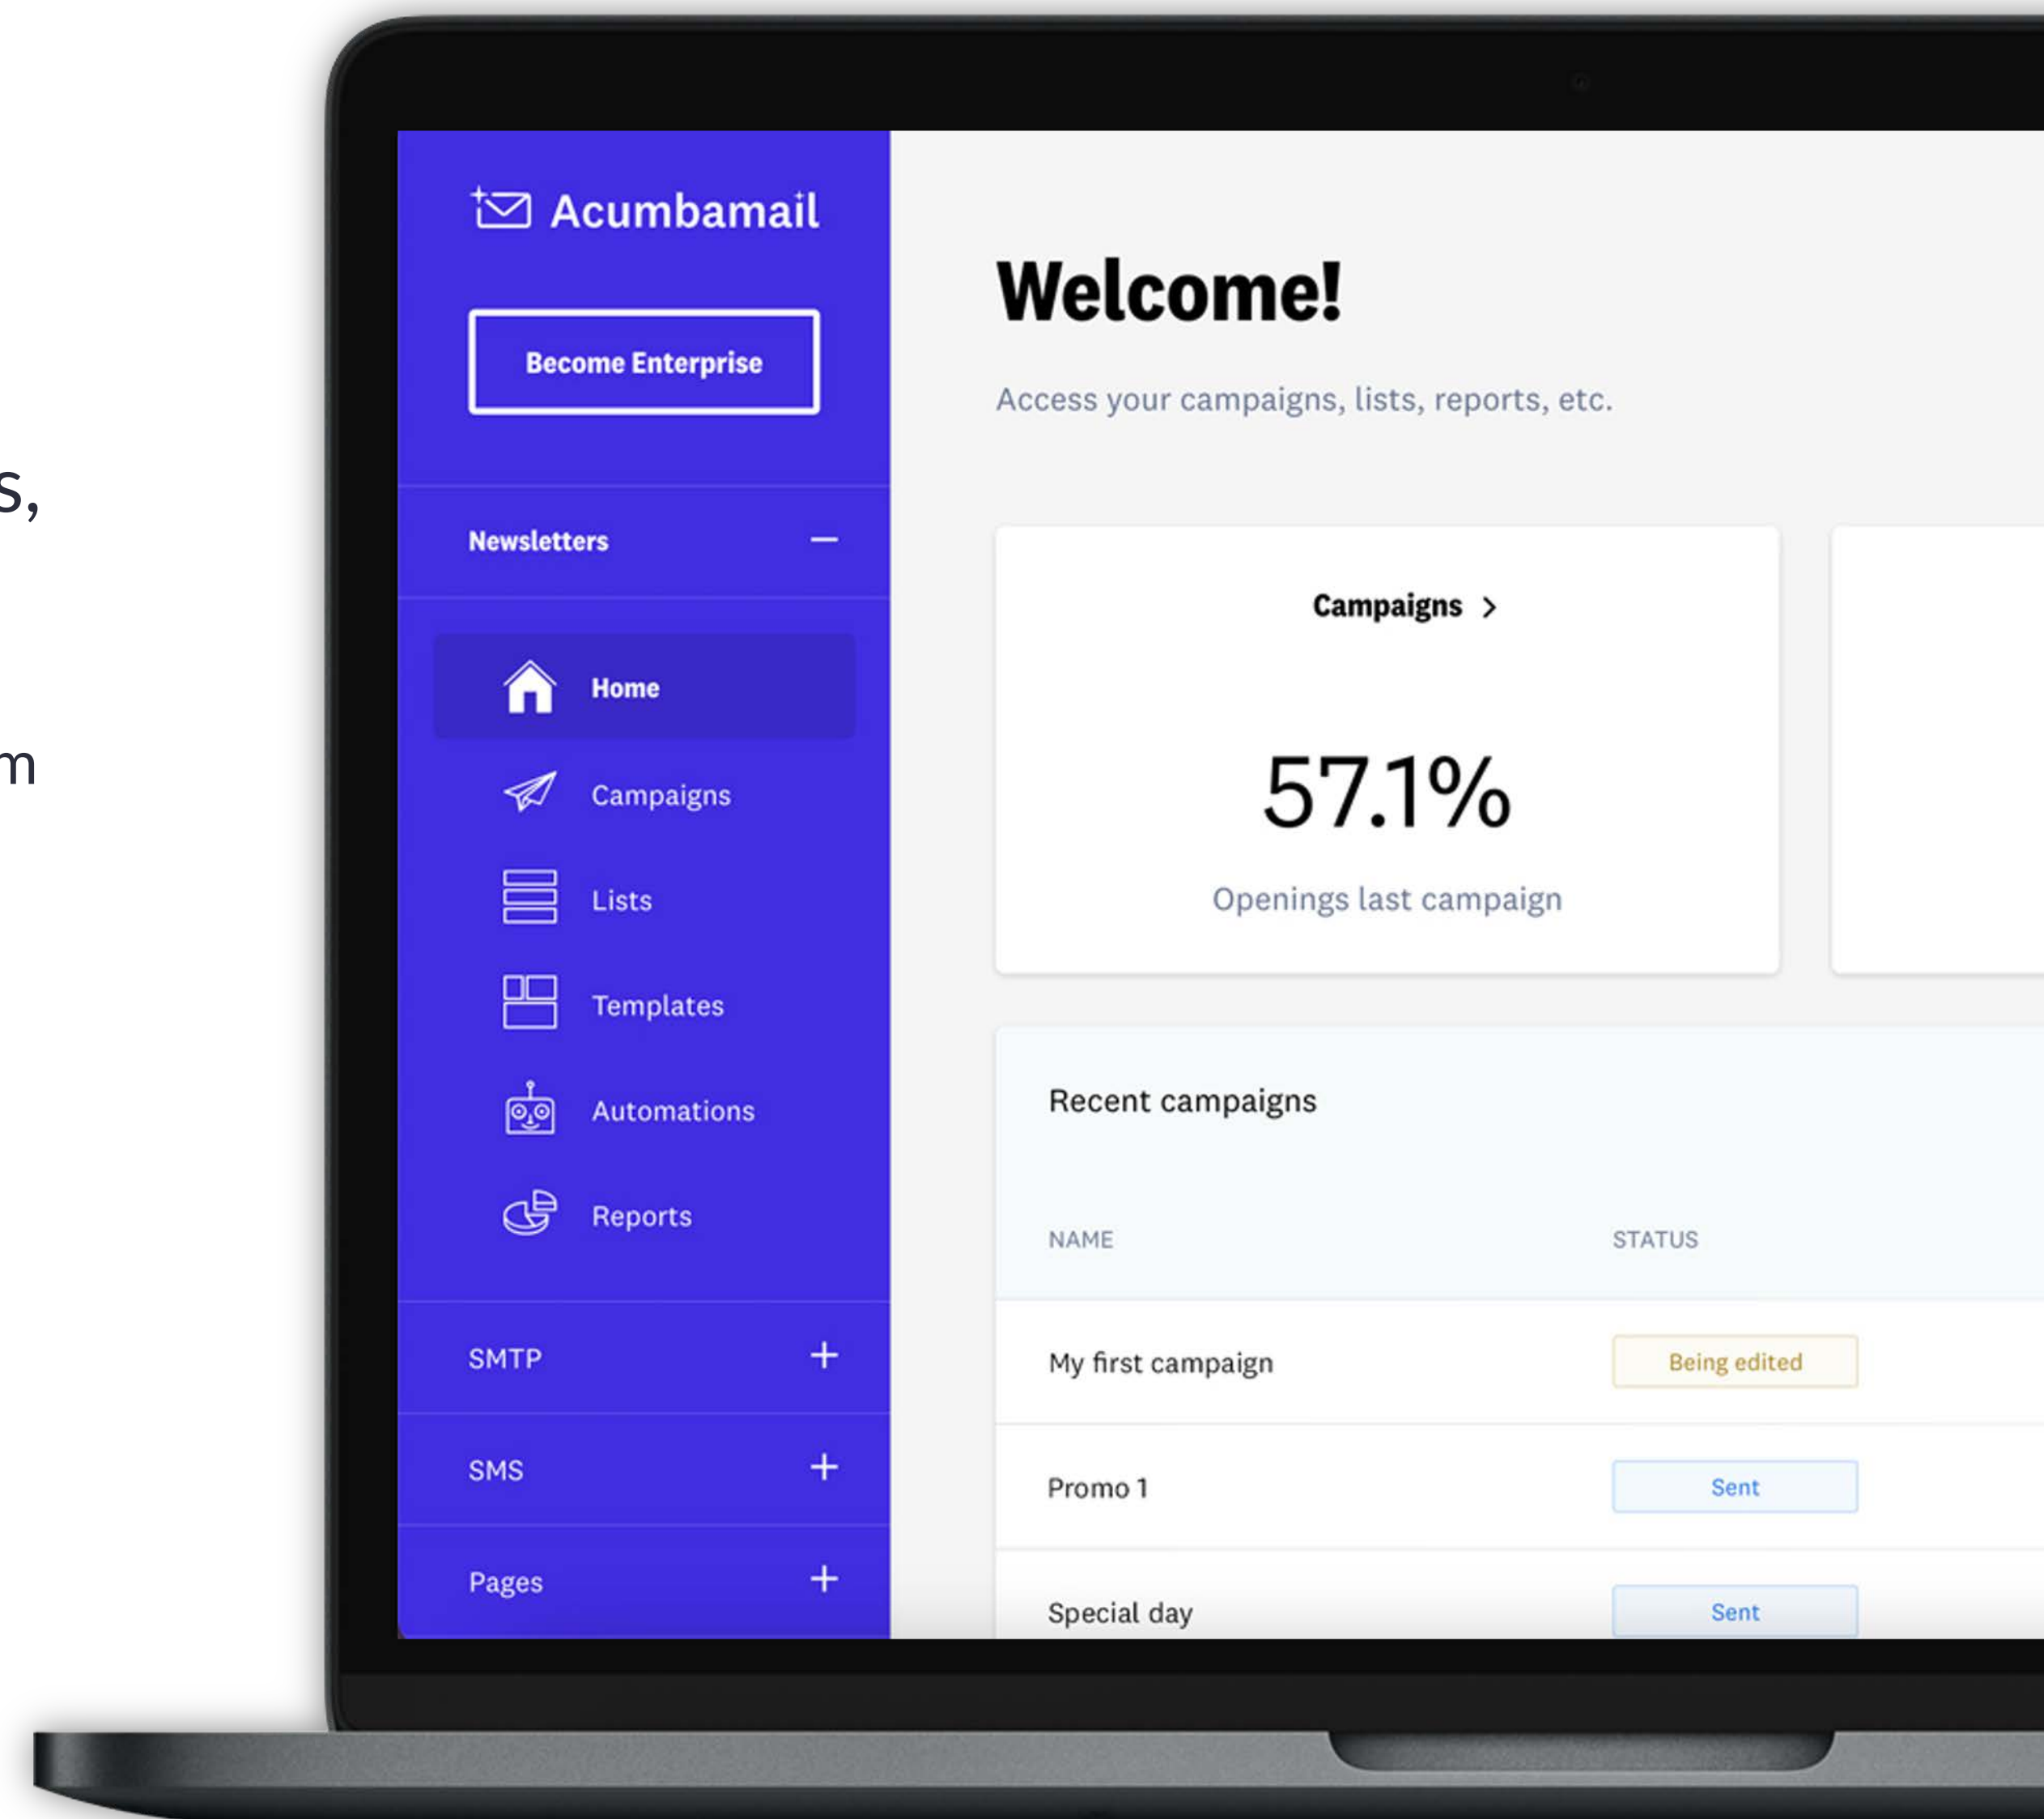 s,
m
Acumbamail
Become Enterprise
Newsletters
Home
Campaigns
Lists
Templates
Automations
Reports
SMTP
SMS
Pages
Welcome!
Access your campaigns, lists, reports, etc.
Campaigns
57.1%
Openings last campaign
Recent campaigns
NAME STATUS
My first campaign Being edited
Promo 1 Sent
Special day Sent